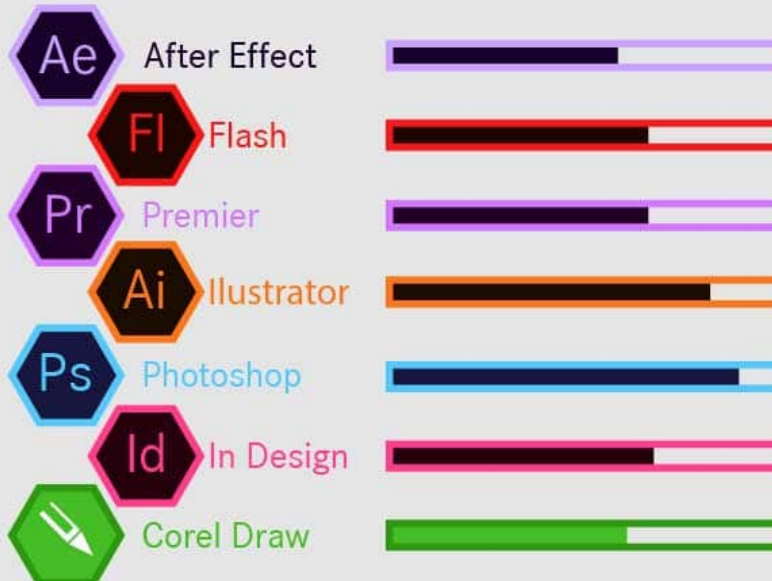 Ae After Effect
Fl Flash
Pr Premier
Ai Ilustrator
Ps Photoshop
Id In Design
Corel Draw